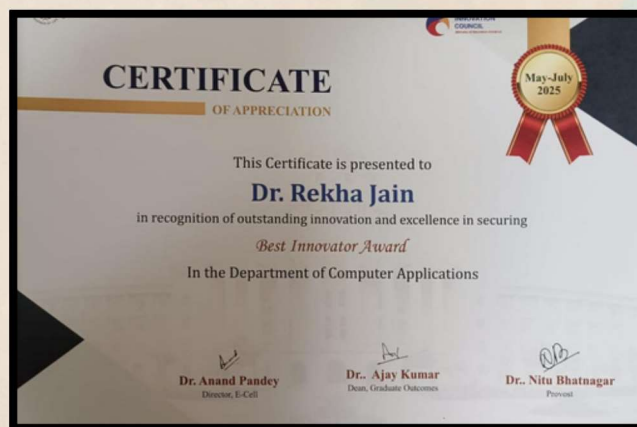 INNOVATION
COUNCIL
May-July
2025
CERTIFICATE
OF APPRECIATION
This Certificate is presented to
Dr. Rekha Jain
in recognition of outstanding innovation and excellence in securing
Best Innovator Award
In the Department of Computer Applications
Dr. Anand Pandey
Director, E-Cell
Dr.. Ajay Kumar
Dean, Graduate Outcomes
Dr.. Nitu Bhatnagar
Provost